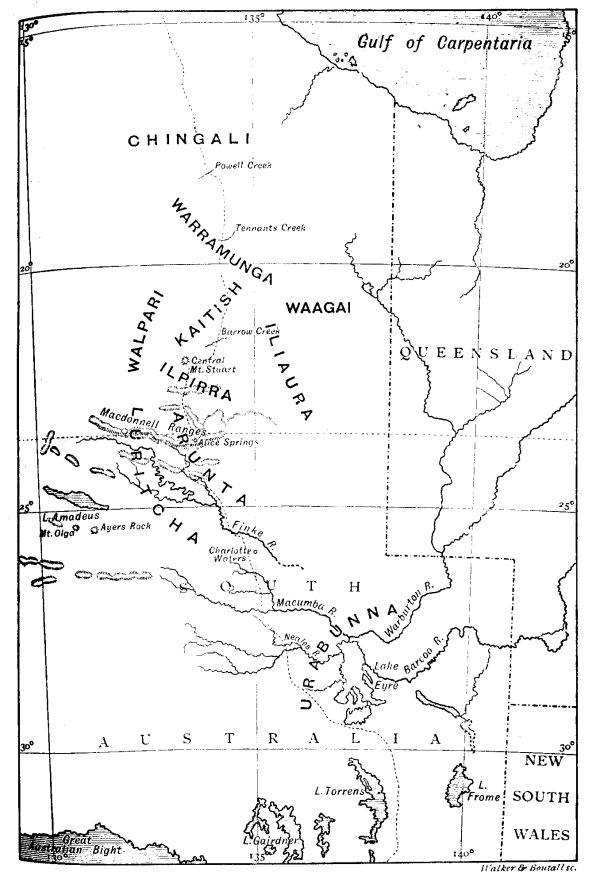 135°
140°
15°
15°
Gulf of Carpentaria
CHINGALI
Powell Creek
WARRAMUNGA
Tennants Creek
20°
20°
WALPARI
KAITISH
WAAGAI
ILIAURA
Barrow Creek
Central
Mt. Stuart
QUEENSLAND
ILPIRRA
Macdonnell Ranges
LURITCHA
ARUNTA
Alice Springs
25°
25°
L. Amadeus
Mt. Olga
Ayers Rock
Finke R.
Charlotte
Waters
SOUTH
Macumba R.
Neales R.
URABUNNA
Warburton R.
Barcoo R.
Lake
Eyre
AUSTRALIA
30°
30°
NEW
SOUTH
WALES
L. Torrens
L.
Frome
L. Gairdner
Great
Australian Bight
130°
135°
140°
Walker & Boutall sc.